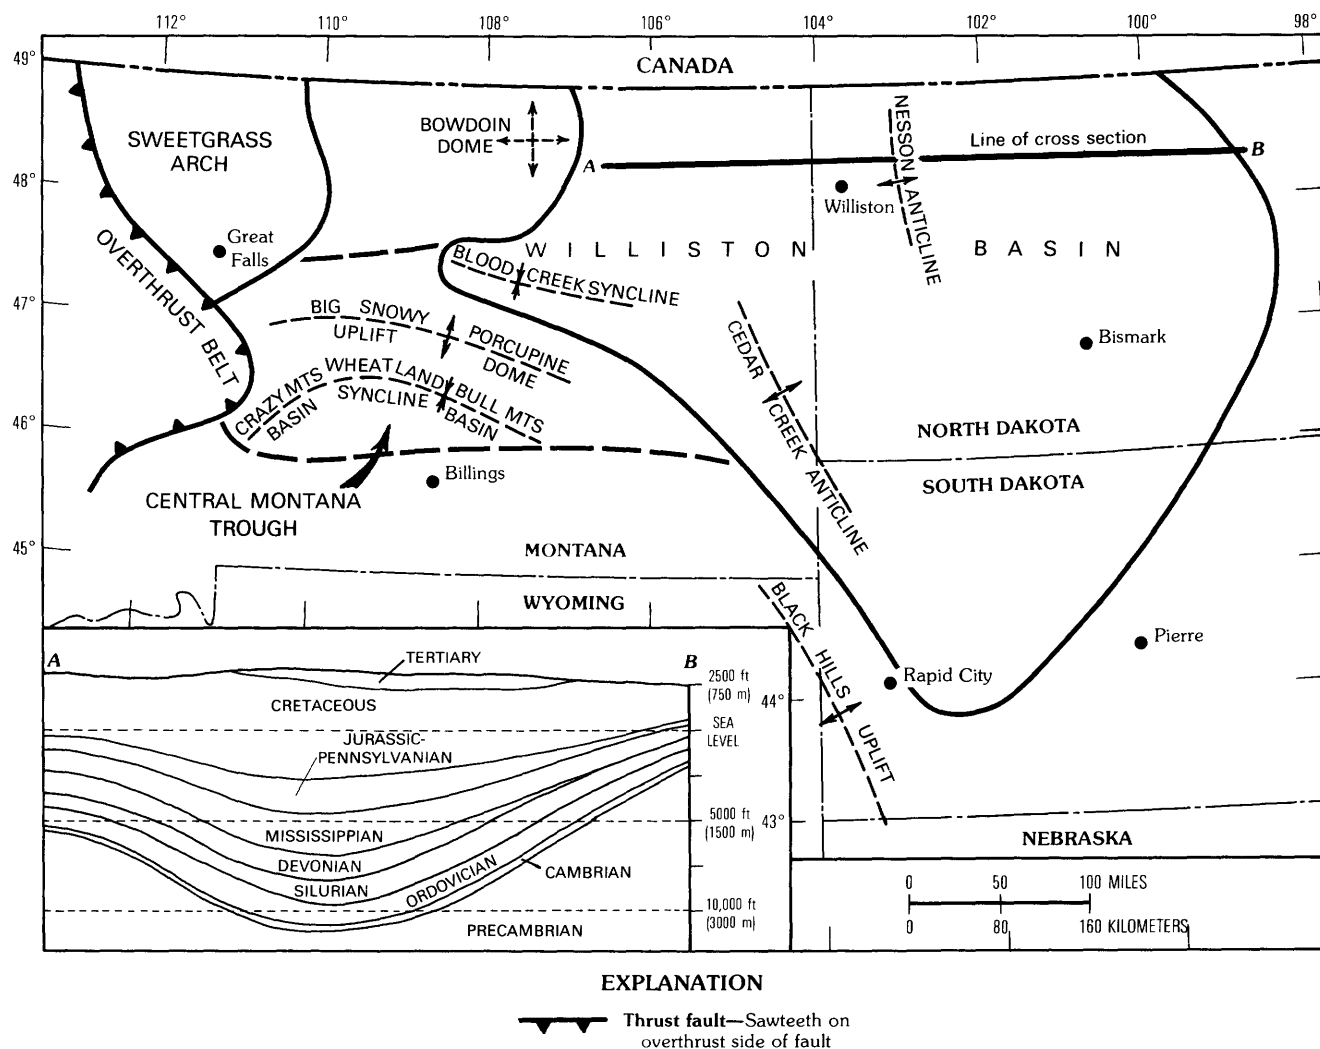 112° 110° 108° 106° 104° 102° 100° 98°
49°
CANADA
SWEETGRASS
ARCH
BOWDOIN
DOME
NESSON ANTICLINE
Line of cross section
A
B
48°
Williston
Great
Falls
OVERTHRUST BELT
WILLISTON BASIN
BLOOD CREEK SYNCLINE
47°
BIG SNOWY
UPLIFT
PORCUPINE
DOME
CEDAR CREEK ANTICLINE
Bismark
WHEATLAND
SYNCLINE
CRAZY MTS
BASIN
BULL MTS
BASIN
46°
NORTH DAKOTA
SOUTH DAKOTA
Billings
CENTRAL MONTANA
TROUGH
45°
MONTANA
WYOMING
BLACK HILLS UPLIFT
Pierre
Rapid City
44°
43°
NEBRASKA
A
B
TERTIARY
2500 ft
(750 m)
CRETACEOUS
SEA
LEVEL
JURASSIC-
PENNSYLVANIAN
5000 ft
(1500 m)
MISSISSIPPIAN
DEVONIAN
SILURIAN
ORDOVICIAN
CAMBRIAN
10,000 ft
(3000 m)
PRECAMBRIAN
0 50 100 MILES
0 80 160 KILOMETERS
EXPLANATION
Thrust fault—Sawteeth on
overthrust side of fault